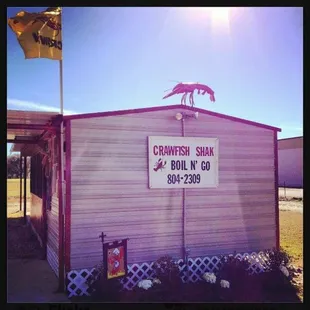 CRAWFISH SHAK
BOIL N' GO
804-2309